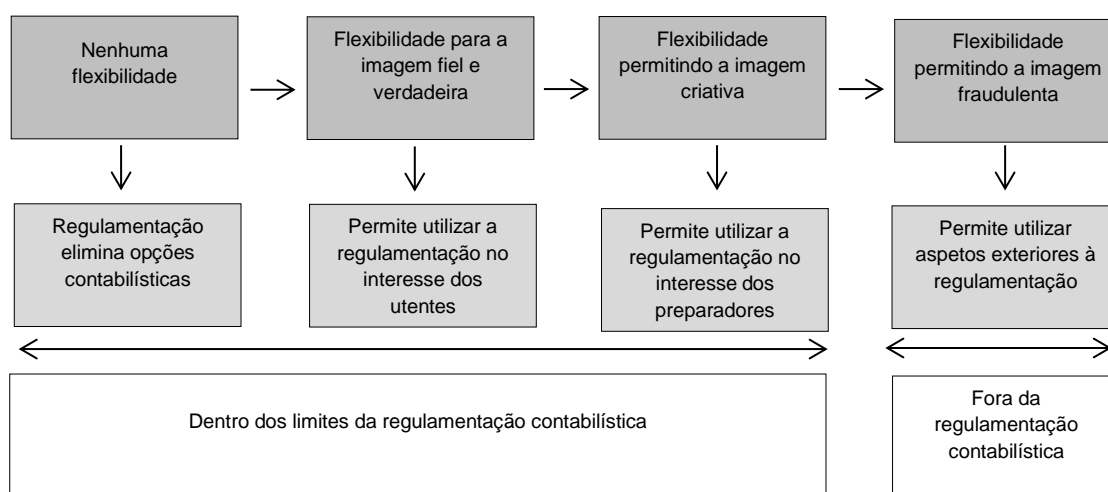 Nenhuma
flexibilidade
Flexibilidade para a
imagem fiel e
verdadeira
Flexibilidade
permitindo a imagem
criativa
Flexibilidade
permitindo a imagem
fraudulenta
Regulamentação
elimina opções
contabilísticas
Permite utilizar a
regulamentação no
interesse dos
utentes
Permite utilizar a
regulamentação no
interesse dos
preparadores
Permite utilizar
aspetos exteriores à
regulamentação
Dentro dos limites da regulamentação contabilística
Fora da
regulamentação
contabilística